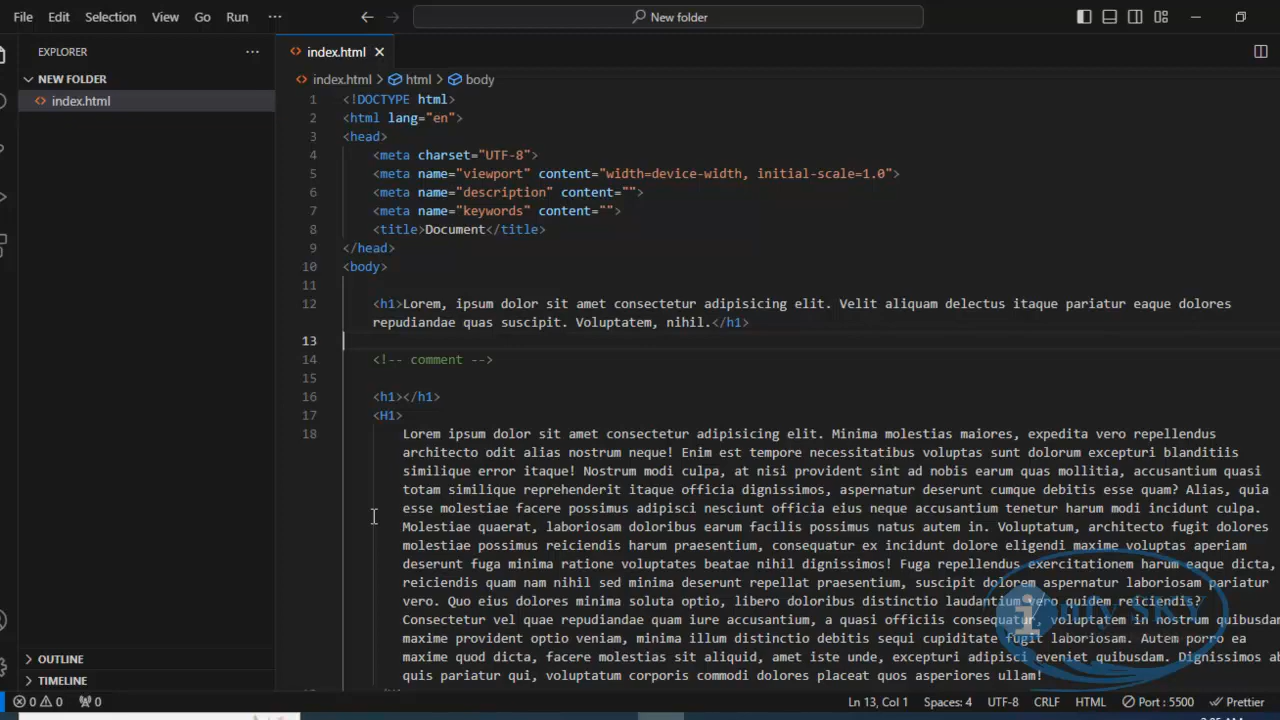 File Edit Selection View Go Run ··· New folder
EXPLORER ···
index.html
NEW FOLDER
index.html
index.html > html > body
1 <!DOCTYPE html>
2 <html lang="en">
3 <head>
4 <meta charset="UTF-8">
5 <meta name="viewport" content="width=device-width, initial-scale=1.0">
6 <meta name="description" content="">
7 <meta name="keywords" content="">
8 <title>Document</title>
9 </head>
10 <body>
11
12 <h1>Lorem, ipsum dolor sit amet consectetur adipisicing elit. Velit aliquam delectus itaque pariatur eaque dolores
repudiandae quas suscipit. Voluptatem, nihil.</h1>
13
14 <!-- comment -->
15
16 <h1></h1>
17 <H1>
18 Lorem ipsum dolor sit amet consectetur adipisicing elit. Minima molestias maiores, expedita vero repellendus
architecto odit alias nostrum neque! Enim est tempore necessitatibus voluptas sunt dolorum excepturi blanditiis
similique error itaque! Nostrum modi culpa, at nisi provident sint ad nobis earum quas mollitia, accusantium quasi
totam similique reprehenderit itaque officia dignissimos, aspernatur deserunt cumque debitis esse quam? Alias, quia
esse molestiae facere possimus adipisci nesciunt officia eius neque accusantium tenetur harum modi incidunt culpa.
Molestiae quaerat, laboriosam doloribus earum facilis possimus natus autem in. Voluptatum, architecto fugit dolores
molestiae possimus reiciendis harum praesentium, consequatur ex incidunt dolore eligendi maxime voluptas aperiam
deserunt fuga minima ratione voluptates beatae nihil dignissimos! Fuga repellendus exercitationem harum eaque dicta,
reiciendis quam nam nihil sed minima deserunt repellat praesentium, suscipit dolorem aspernatur laboriosam pariatur
vero. Quo eius dolores minima soluta optio, libero doloribus distinctio laudantium vero quidem reiciendis?
Consectetur vel quae repudiandae quam iure accusantium, a quasi officiis consequatur, voluptatem in nostrum quibusdam
maxime provident optio veniam, minima illum distinctio debitis sequi cupiditate fugit laboriosam. Autem porro ea
maxime quod dicta, facere molestias sit aliquid, amet iste unde, excepturi adipisci eveniet quibusdam. Dignissimos ab
quis pariatur qui, voluptatum corporis commodi dolores placeat quos asperiores ullam!
OUTLINE
TIMELINE
0 0 0 Ln 13, Col 1 Spaces: 4 UTF-8 CRLF HTML Port : 5500 Prettier